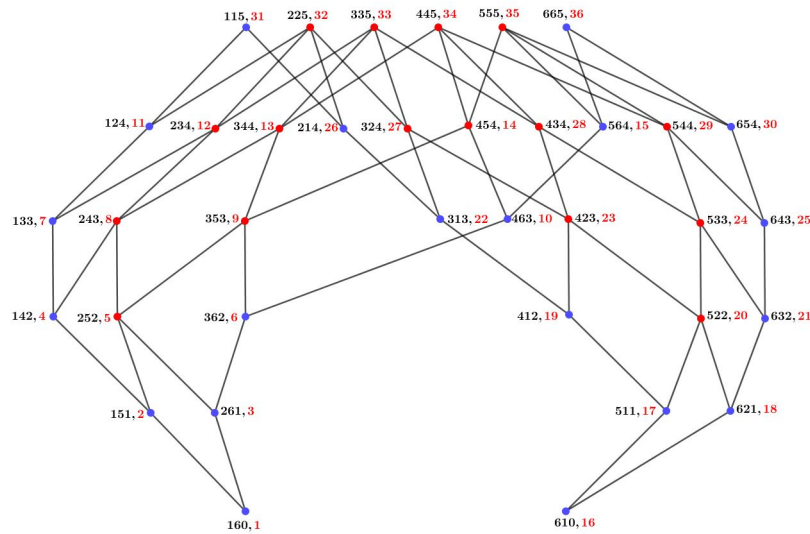 115, 31 225, 32 335, 33 445, 34 555, 35 665, 36
124, 11 234, 12 344, 13 214, 26 324, 27 454, 14 434, 28 564, 15 544, 29 654, 30
133, 7 243, 8 353, 9 313, 22 463, 10 423, 23 533, 24 643, 25
142, 4 252, 5 362, 6 412, 19 522, 20 632, 21
151, 2 261, 3 511, 17 621, 18
160, 1 610, 16